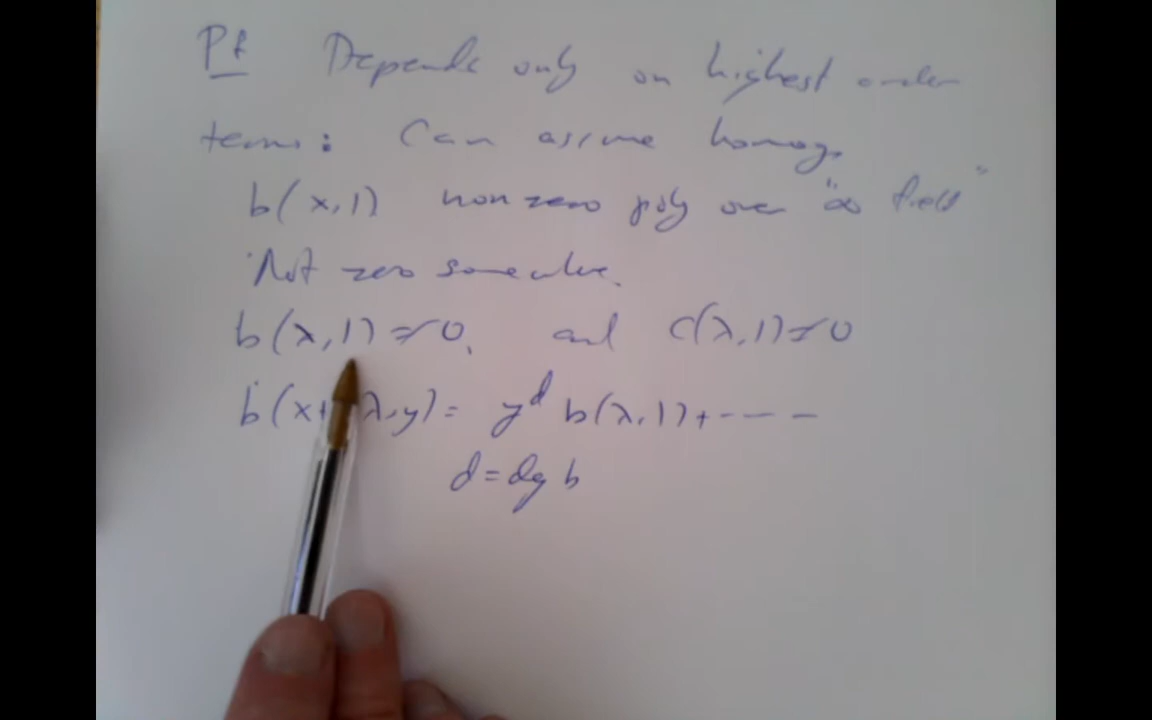 Pf Depends only on highest order
terms: Can assume homog.
b(x,1) nonzero poly over "∞ field"
Not zero somewhere.
b(λ,1)≠0, and c(λ,1)≠0
b(x+ λ,y)= y^d b(λ,1)+----
d=deg b